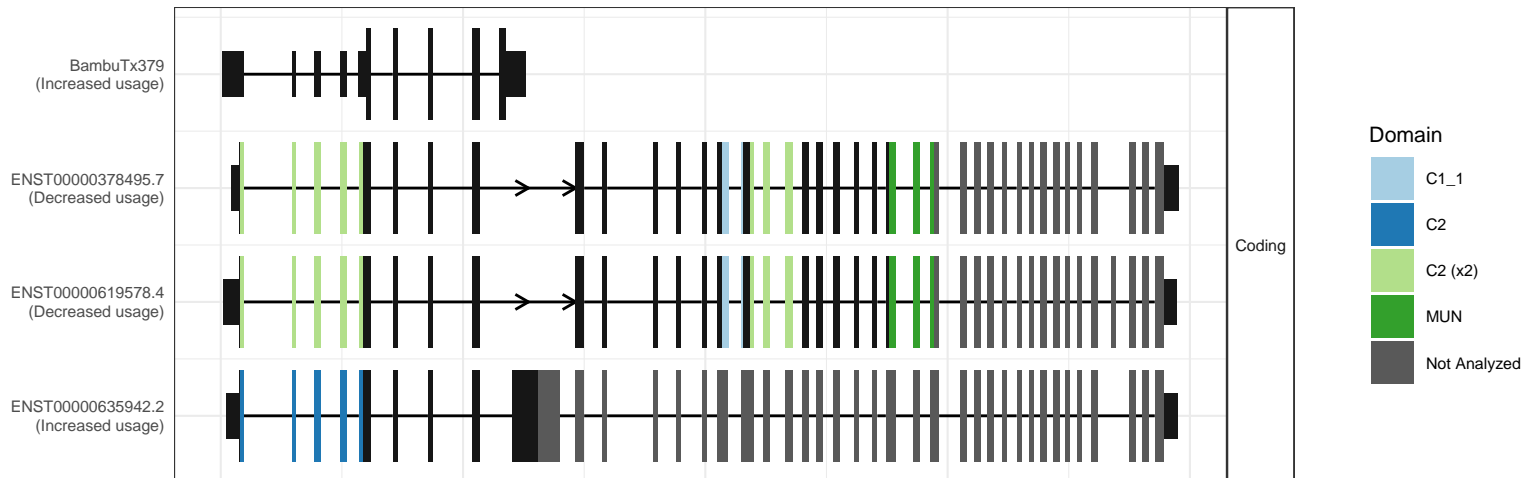 BambuTx379
(Increased usage)
ENST00000378495.7
(Decreased usage)
ENST00000619578.4
(Decreased usage)
ENST00000635942.2
(Increased usage)
Coding
Domain
C1_1
C2
C2 (x2)
MUN
Not Analyzed